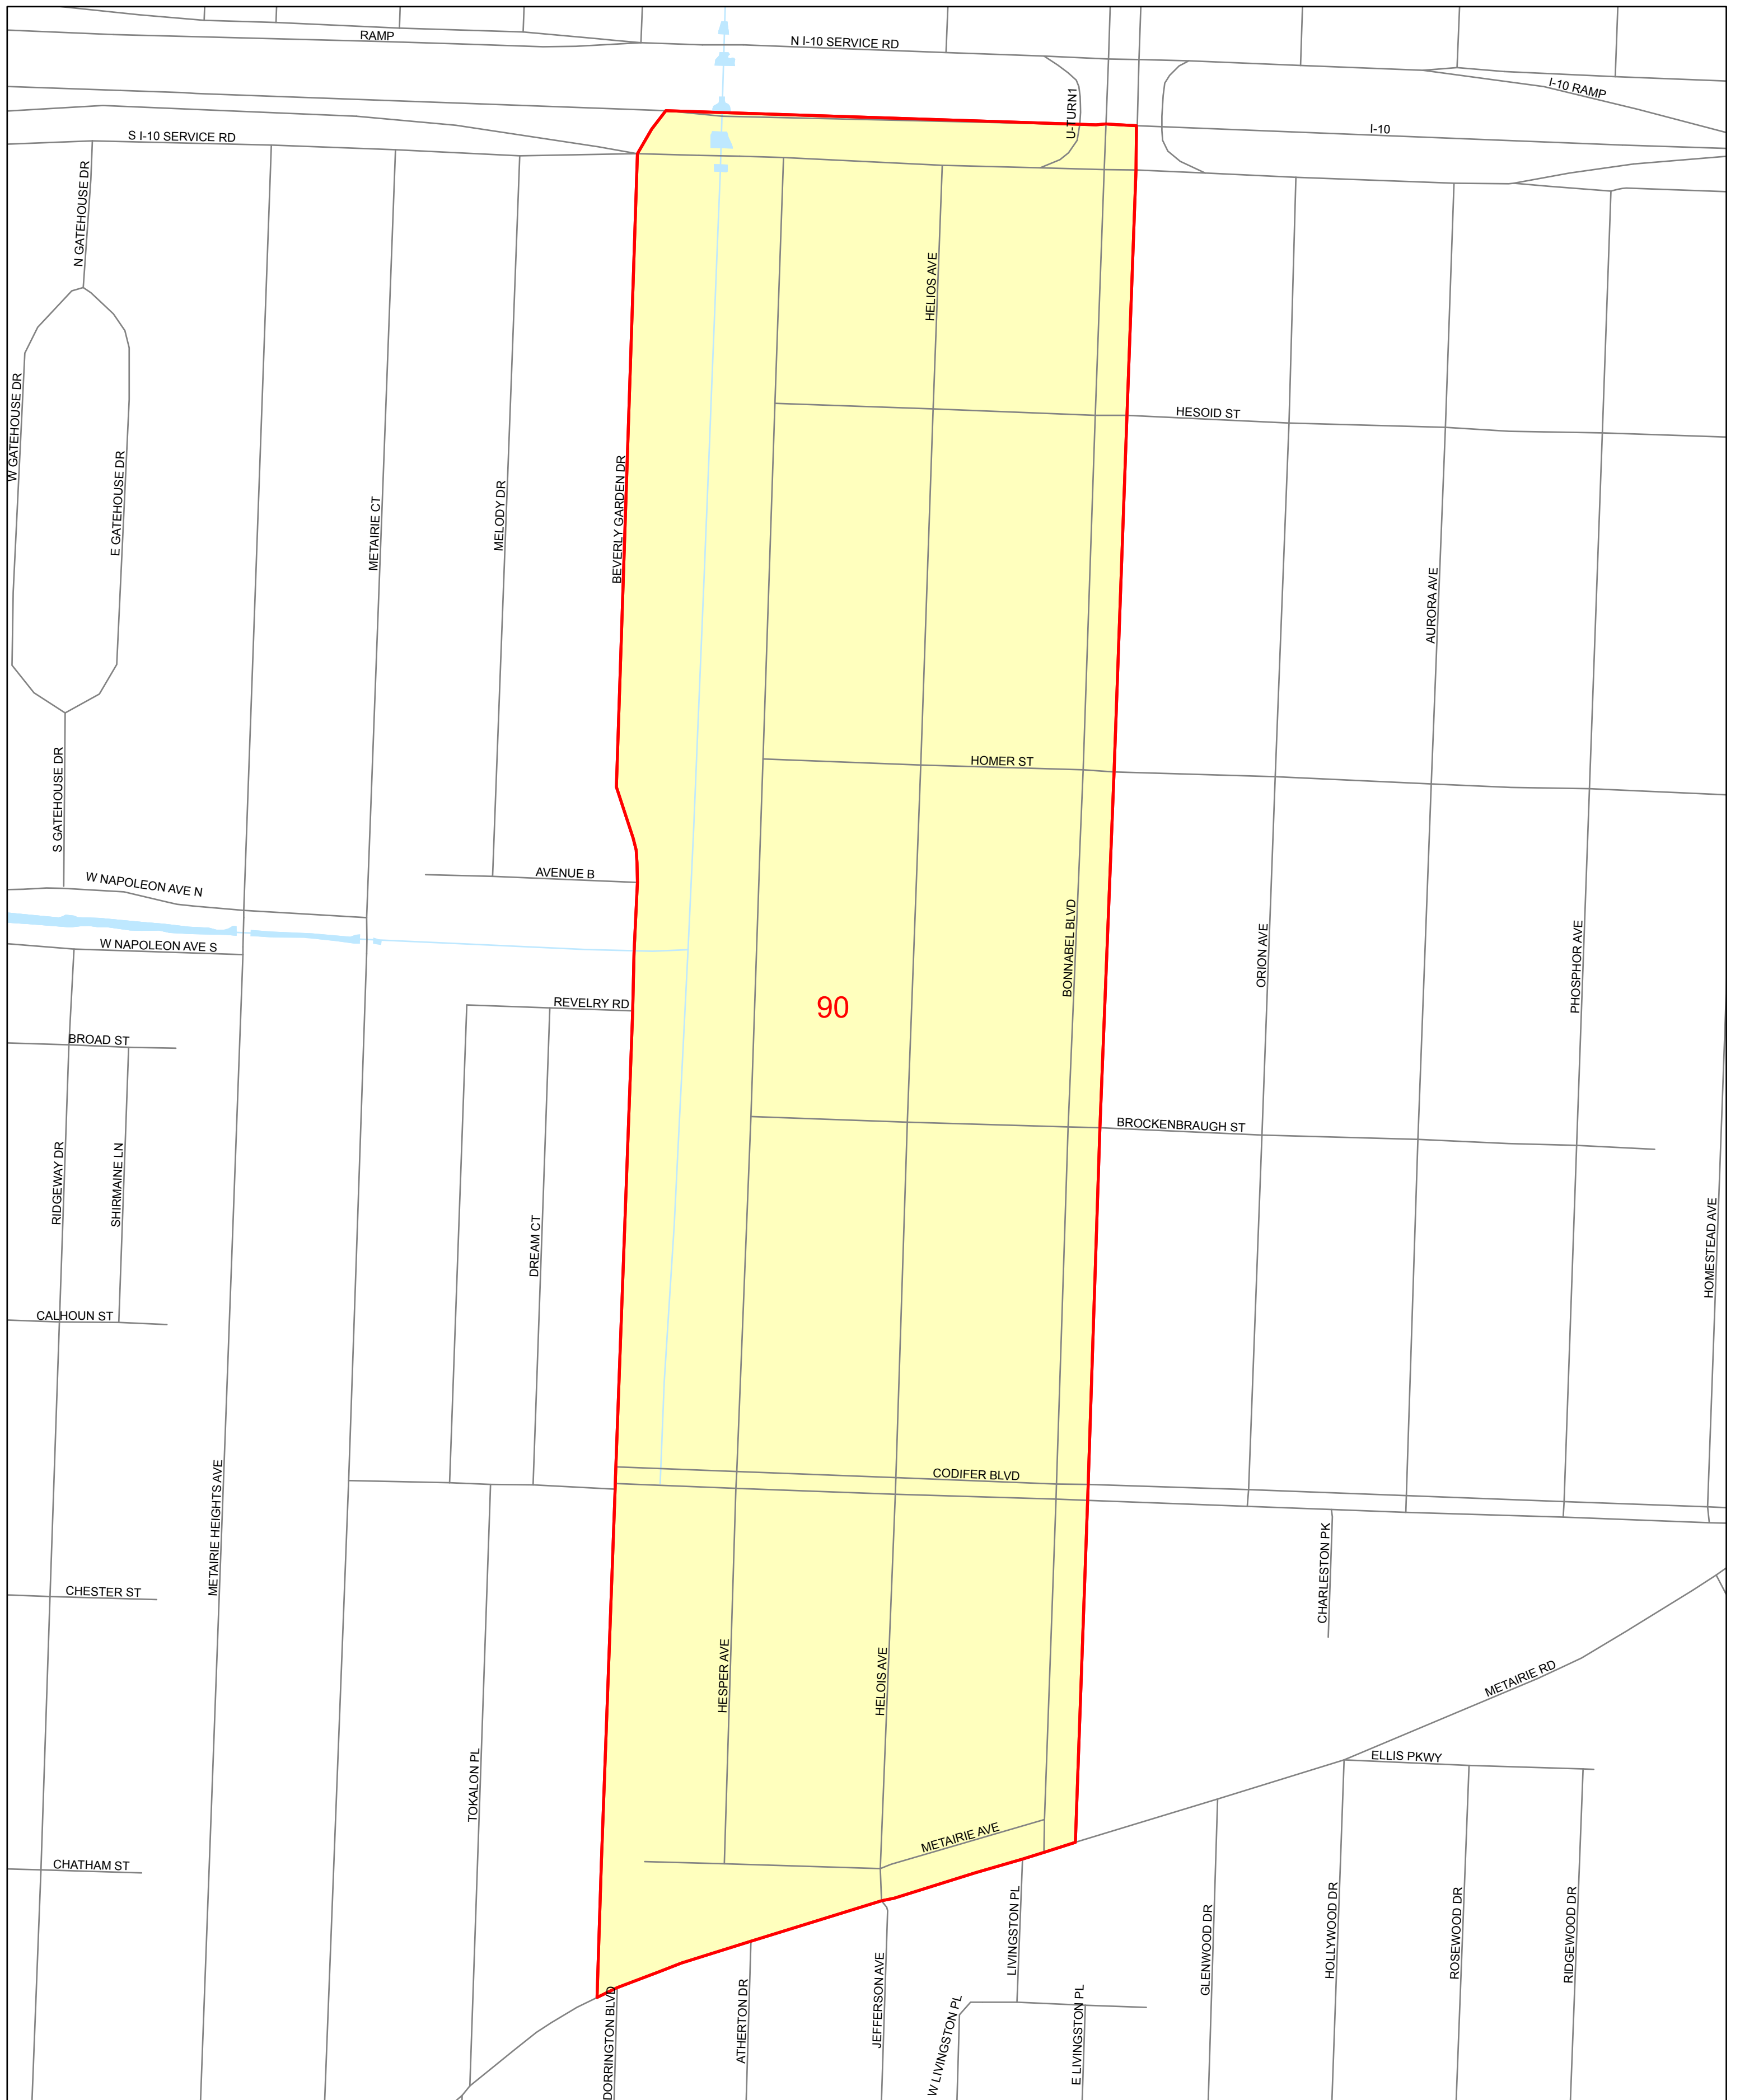 RAMP
N I-10 SERVICE RD
I-10 RAMP
U-TURN1
I-10
S I-10 SERVICE RD
N GATEHOUSE DR
HELIOS AVE
W GATEHOUSE DR
E GATEHOUSE DR
METAIRIE CT
MELODY DR
BEVERLY GARDEN DR
HESOID ST
AURORA AVE
S GATEHOUSE DR
HOMER ST
AVENUE B
W NAPOLEON AVE N
W NAPOLEON AVE S
BONNABEL BLVD
ORION AVE
PHOSPHOR AVE
REVELRY RD
90
BROAD ST
RIDGEWAY DR
SHIRMAINE LN
BROCKENBRAUGH ST
DREAM CT
HOMESTEAD AVE
CALHOUN ST
METAIRIE HEIGHTS AVE
CODIFER BLVD
CHARLESTON PK
CHESTER ST
HESPER AVE
HELOIS AVE
METAIRIE RD
TOKALON PL
ELLIS PKWY
METAIRIE AVE
CHATHAM ST
LIVINGSTON PL
GLENWOOD DR
HOLLYWOOD DR
ROSEWOOD DR
RIDGEWOOD DR
DORRINGTON BLVD
ATHERTON DR
JEFFERSON AVE
W LIVINGSTON PL
E LIVINGSTON PL